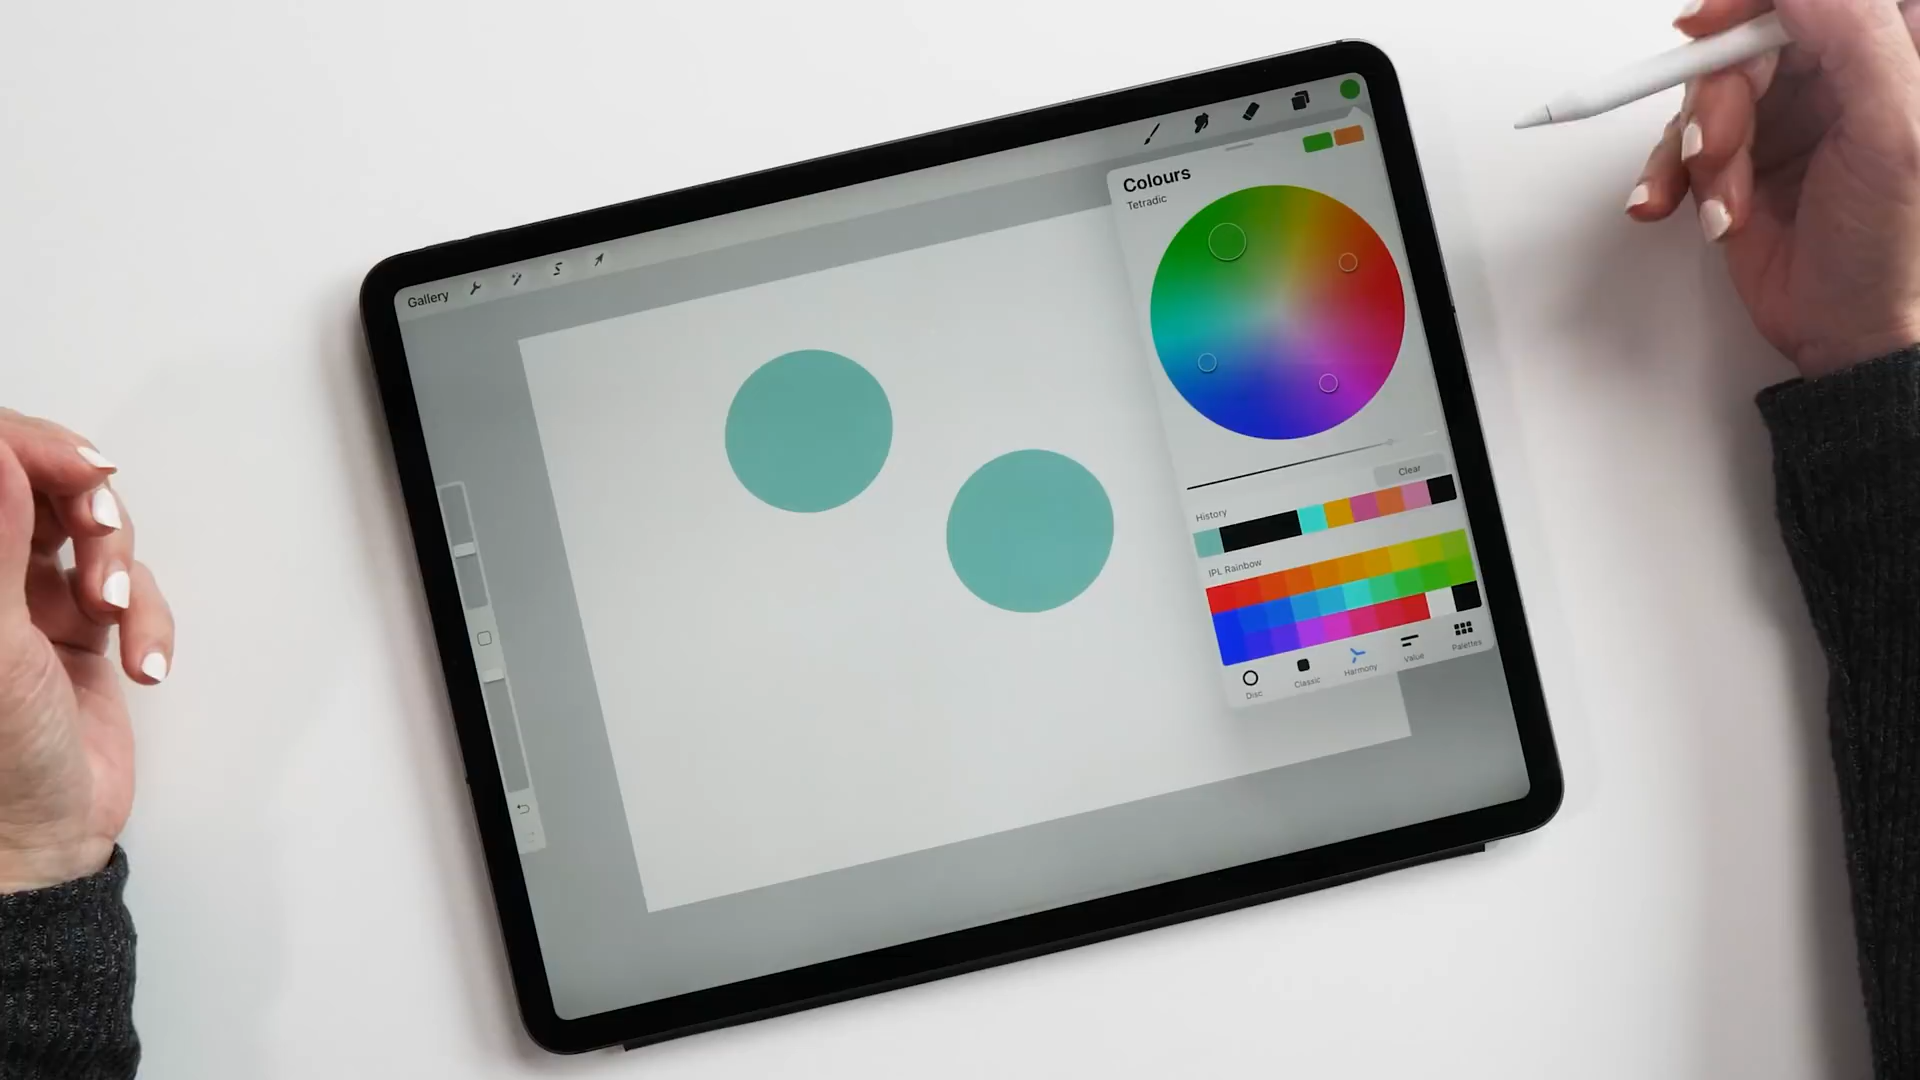 Gallery
Colours
Tetradic
Clear
History
IPL Rainbow
Disc
Classic
Harmony
Value
Palettes